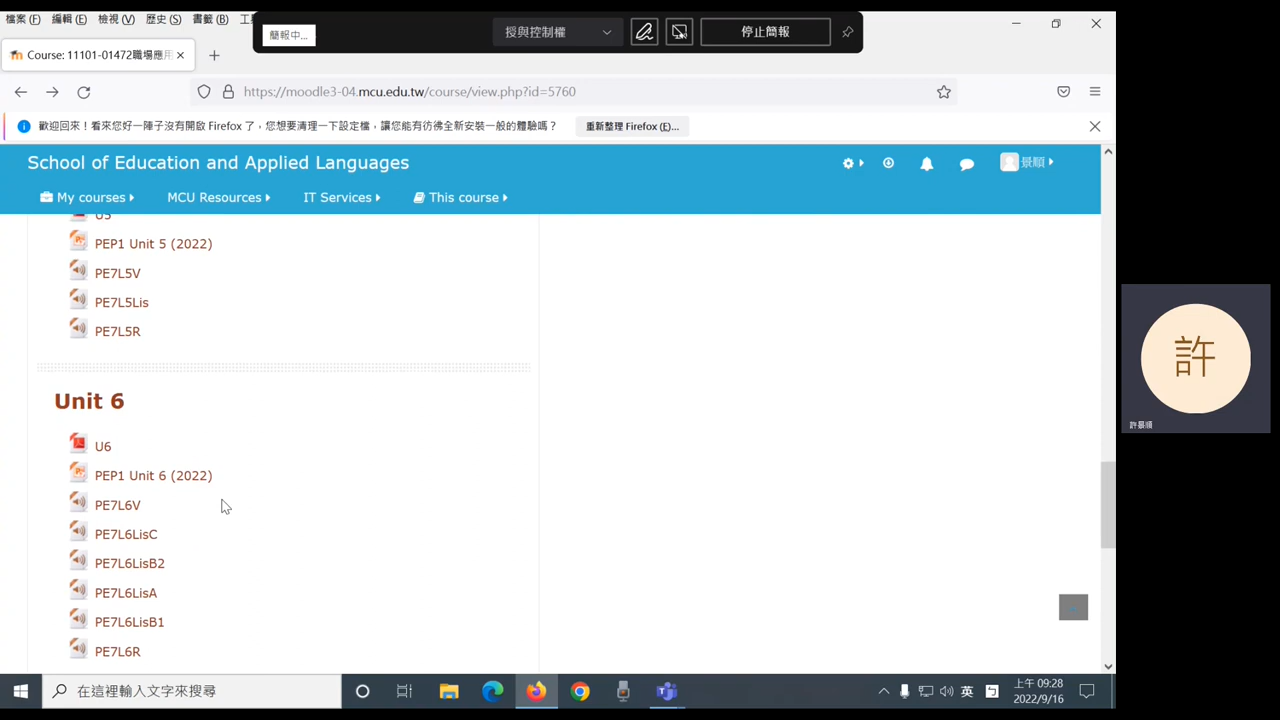 檔案 (F) 編輯 (E) 檢視 (V) 歷史 (S) 書籤 (B)
簡報中...
授與控制權
停止簡報
Course: 11101-01472職場應用
https://moodle3-04.mcu.edu.tw/course/view.php?id=5760
歡迎回來！看來您好一陣子沒有開啟 Firefox 了，您想要清理一下設定檔，讓您能有彷彿全新安裝一般的體驗嗎？
重新整理 Firefox (E)...
School of Education and Applied Languages
景順
My courses
MCU Resources
IT Services
This course
U5
PEP1 Unit 5 (2022)
PE7L5V
PE7L5Lis
PE7L5R
Unit 6
U6
PEP1 Unit 6 (2022)
PE7L6V
PE7L6LisC
PE7L6LisB2
PE7L6LisA
PE7L6LisB1
PE7L6R
許
許景順
在這裡輸入文字來搜尋
英
上午 09:28
2022/9/16